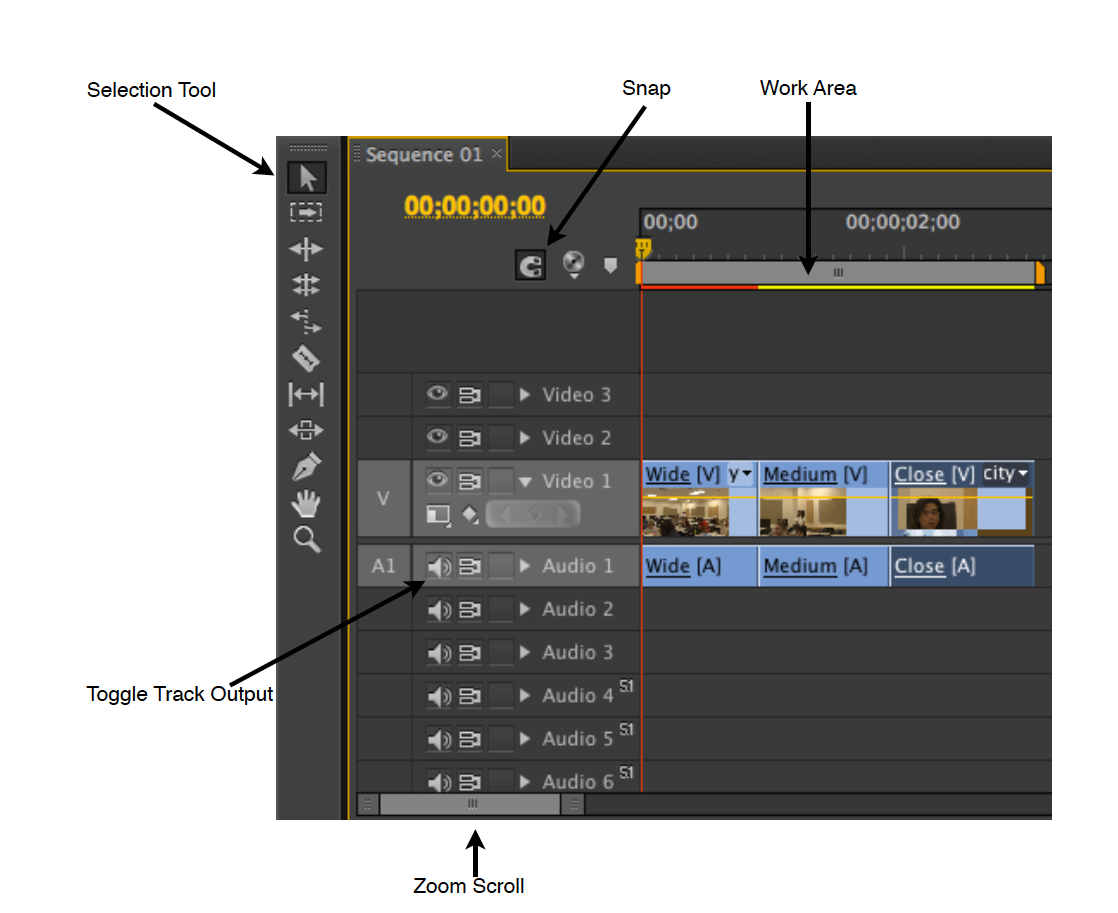 Selection Tool
Snap
Work Area
Sequence 01 ×
00;00;00;00
00;00
00;00;02;00
Video 3
Video 2
V
Video 1
Wide [V] y
Medium [V]
Close [V] city
A1
Audio 1
Wide [A]
Medium [A]
Close [A]
Audio 2
Audio 3
Audio 4 5.1
Audio 5 5.1
Audio 6 5.1
Toggle Track Output
Zoom Scroll